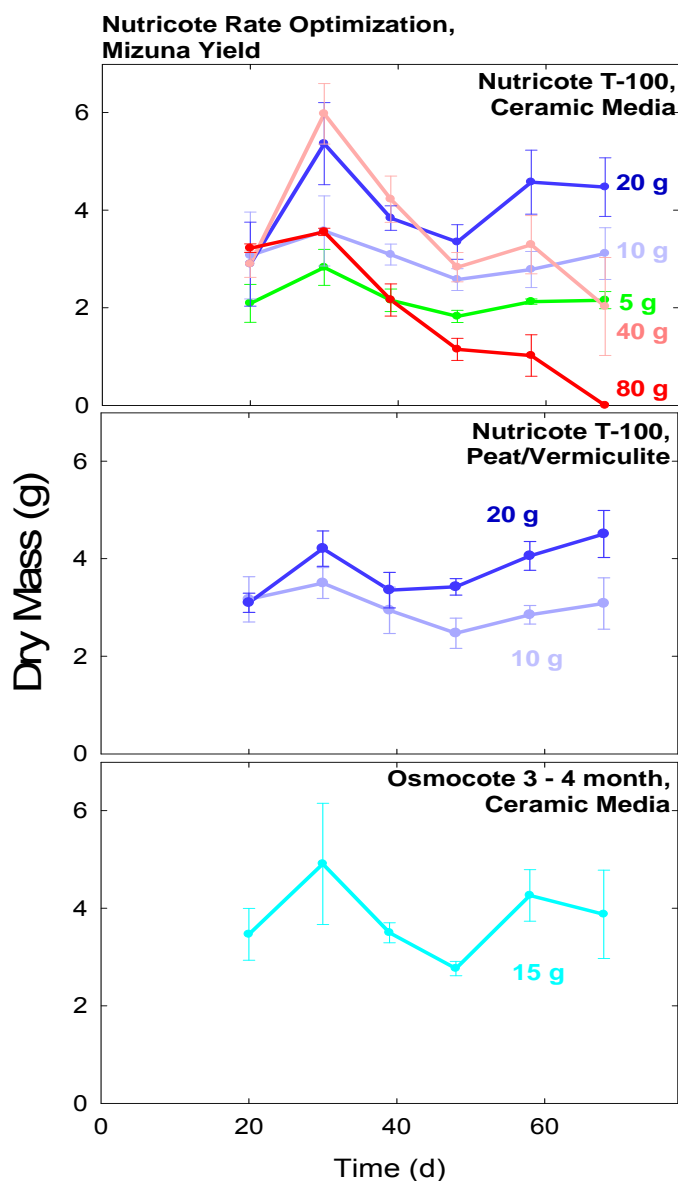 Nutricote Rate Optimization,
Mizuna Yield
Nutricote T-100,
Ceramic Media
6
4
2
0
20 g
10 g
5 g
40 g
80 g
Nutricote T-100,
Peat/Vermiculite
6
4
2
0
20 g
10 g
Dry Mass (g)
Osmocote 3 - 4 month,
Ceramic Media
6
4
2
0
15 g
0 20 40 60
Time (d)